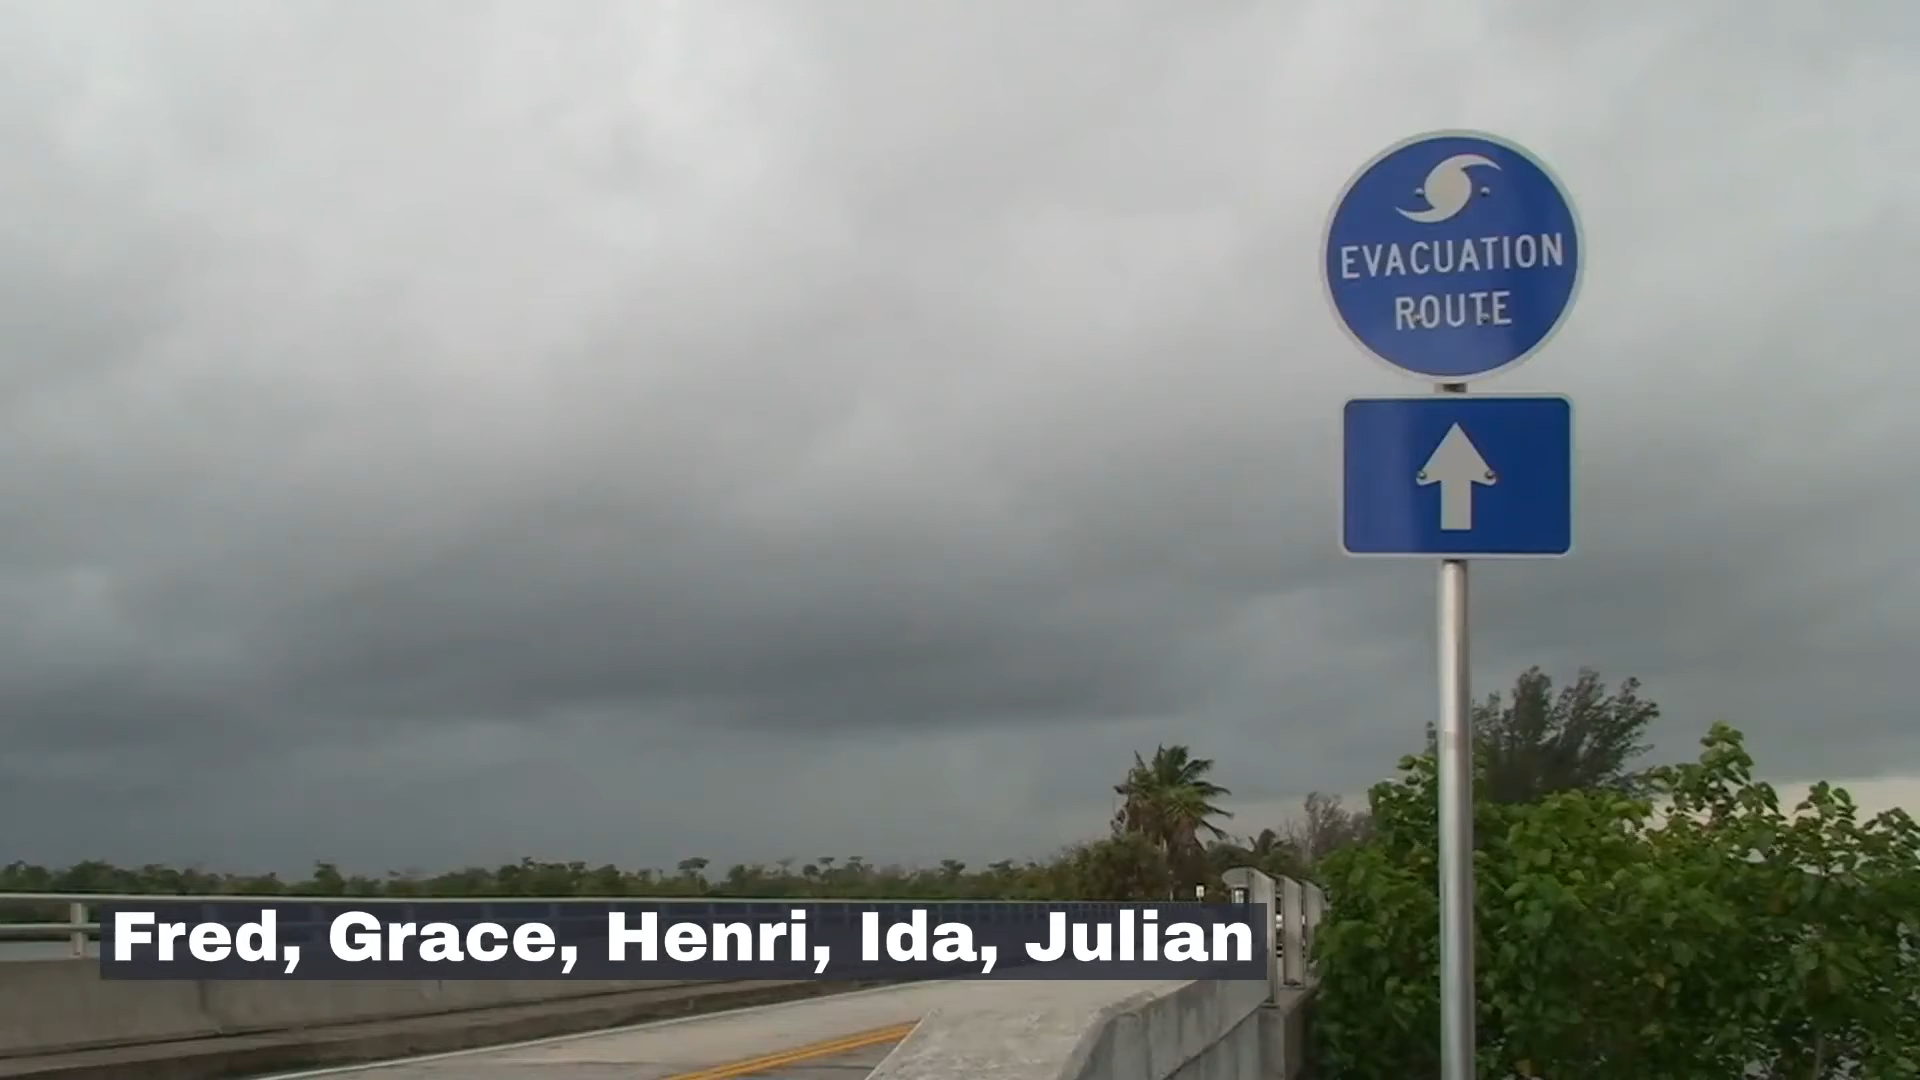 EVACUATION
ROUTE
Fred, Grace, Henri, Ida, Julian